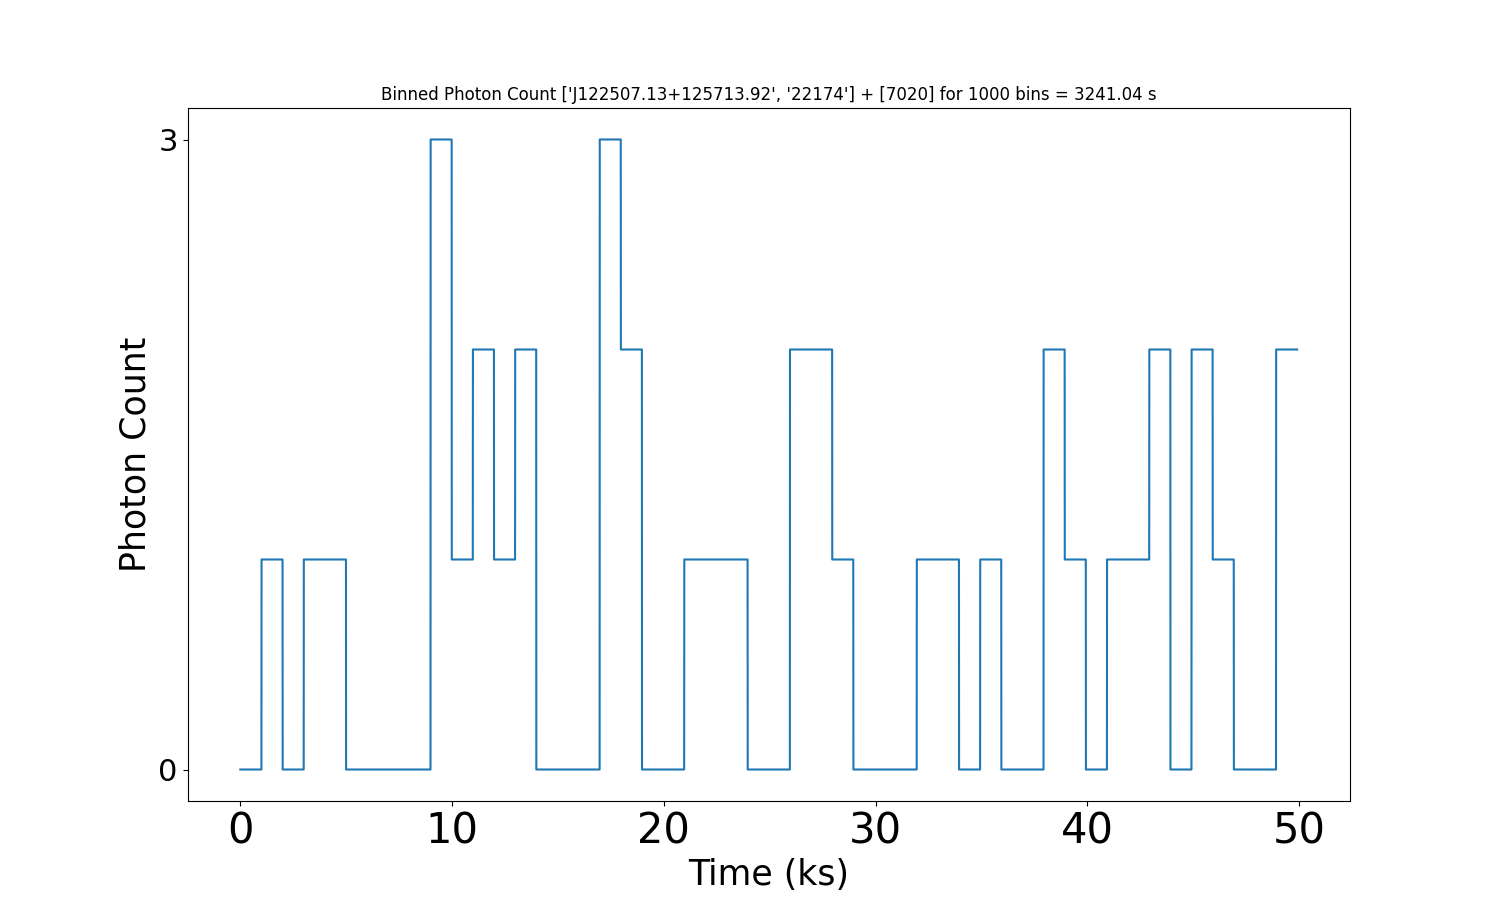 Binned Photon Count ['J122507.13+125713.92', '22174'] + [7020] for 1000 bins = 3241.04 s
3
Photon Count
0
0 10 20 30 40 50
Time (ks)